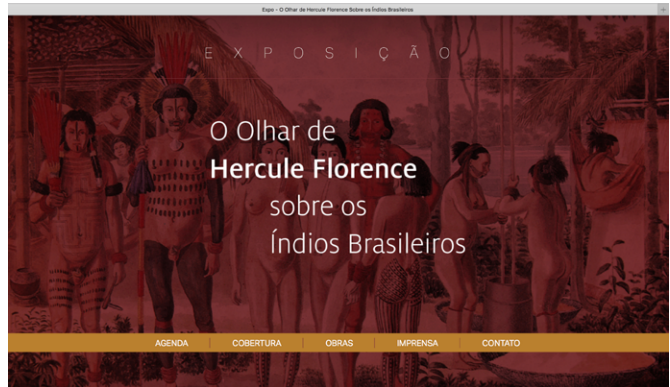 Expo - O Olhar de Hercule Florence Sobre os Índios Brasileiros
EXPOSIÇÃO
O Olhar de
Hercule Florence
sobre os
Índios Brasileiros
AGENDA | COBERTURA | OBRAS | IMPRENSA | CONTATO